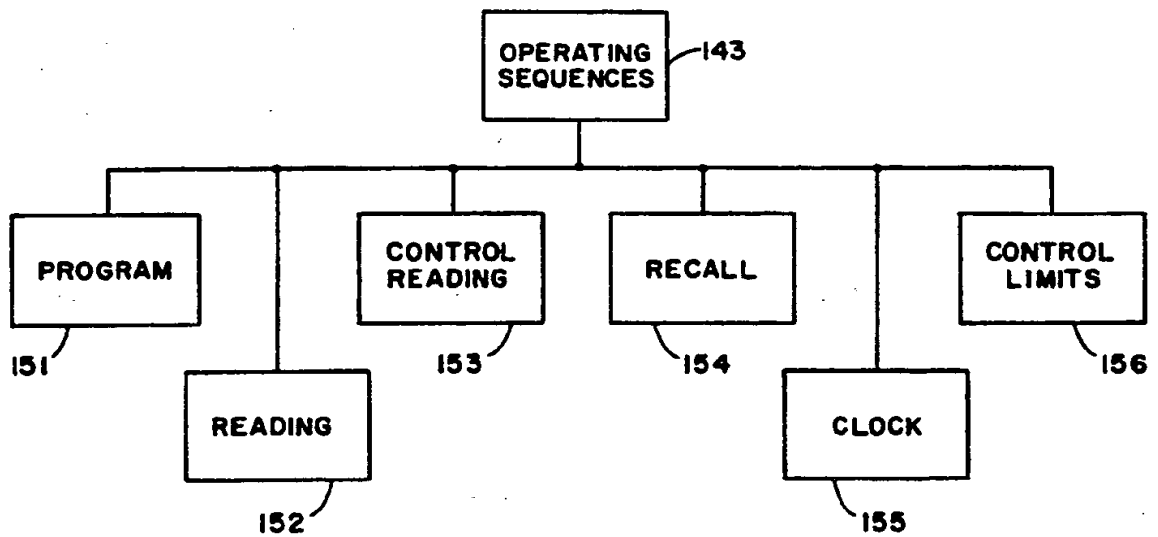 OPERATING
SEQUENCES
143
PROGRAM
151
READING
152
CONTROL
READING
153
RECALL
154
CLOCK
155
CONTROL
LIMITS
156